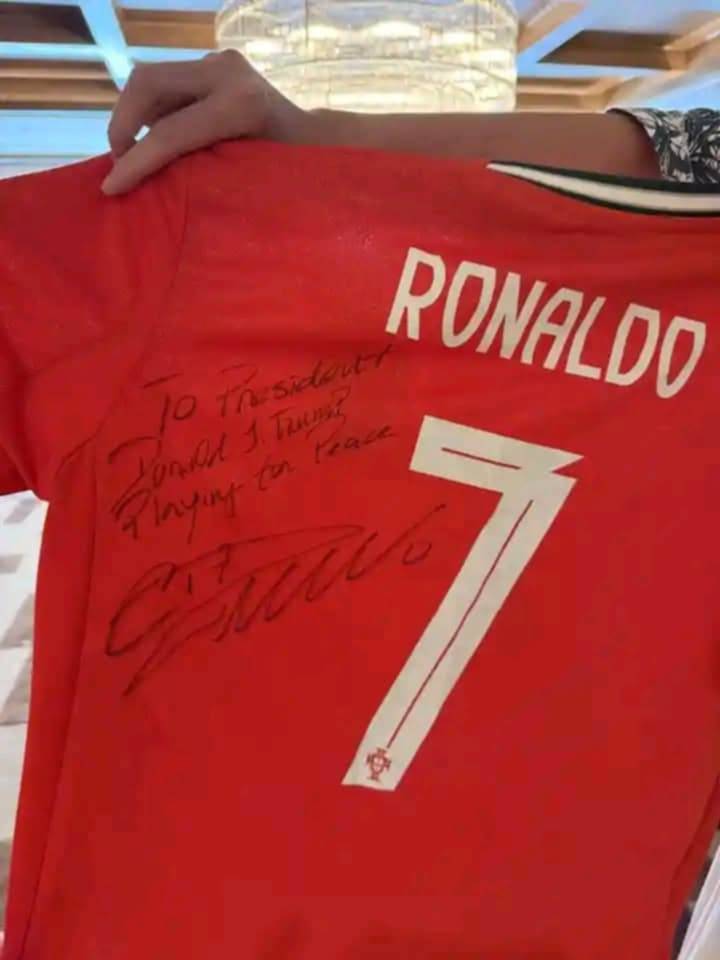 RONALDO
7
To President
Donald J. Trump
Playing for Peace